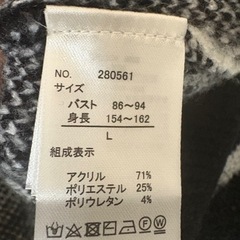 NO. 280561
サイズ
バスト 86〜94
身長 154〜162
L
組成表示
アクリル 71%
ポリエステル 25%
ポリウレタン 4%